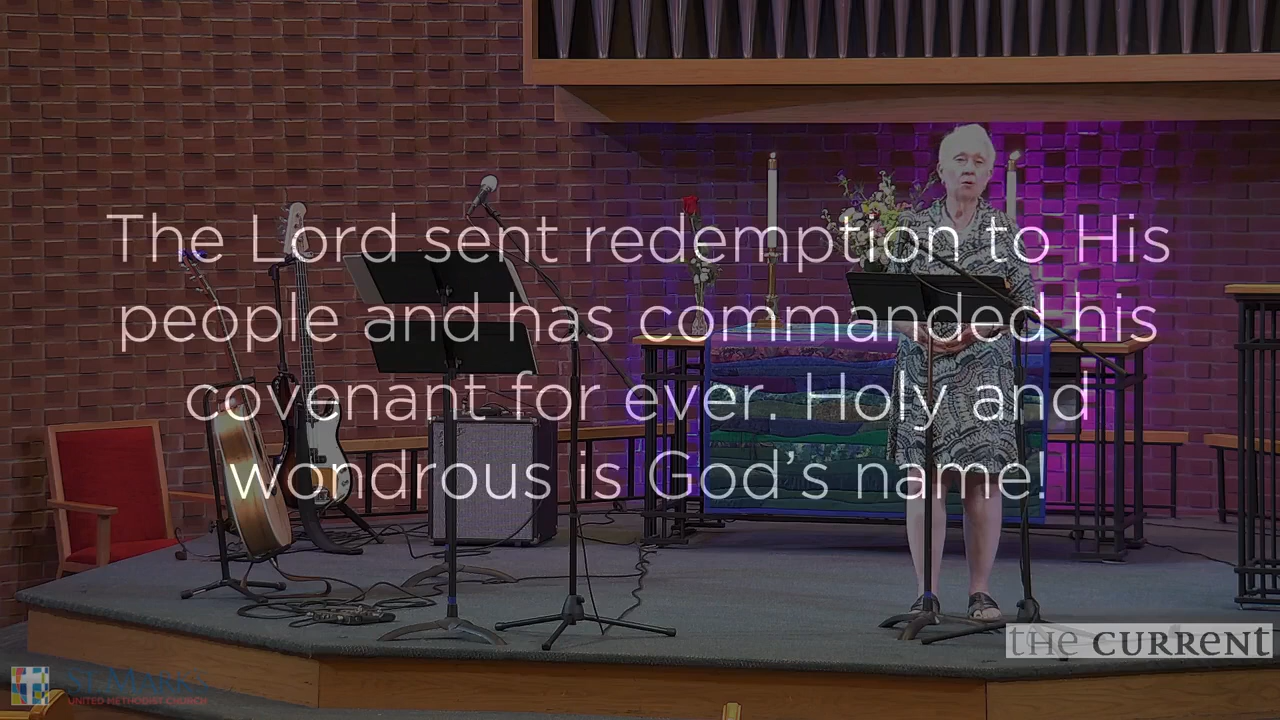 The Lord sent redemption to His
people and has commanded his
covenant for ever. Holy and
wondrous is God’s name!
the CURRENT
ST. MARKS
UNITED METHODIST CHURCH